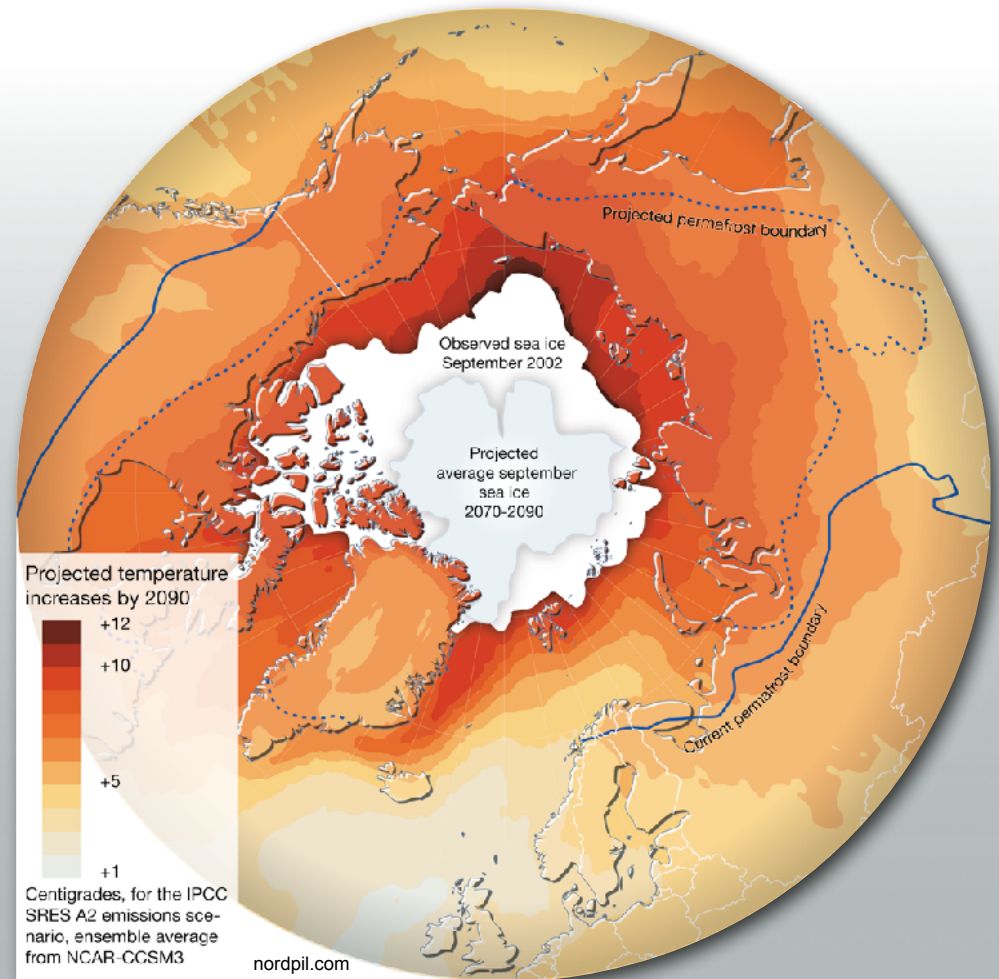 Projected permafrost boundary
Observed sea ice
September 2002
Projected
average september
sea ice
2070-2090
Current permafrost boundary
Projected temperature
increases by 2090
+12
+10
+5
+1
Centigrades, for the IPCC
SRES A2 emissions sce-
nario, ensemble average
from NCAR-CCSM3
nordpil.com